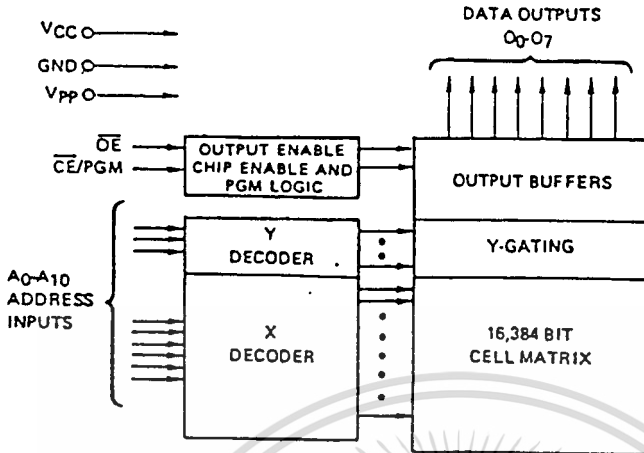 DATA OUTPUTS
O0-O7
VCC
GND
VPP
OE
CE/PGM
OUTPUT ENABLE
CHIP ENABLE AND
PGM LOGIC
OUTPUT BUFFERS
Y
DECODER
Y-GATING
A0-A10
ADDRESS
INPUTS
X
DECODER
16,384 BIT
CELL MATRIX